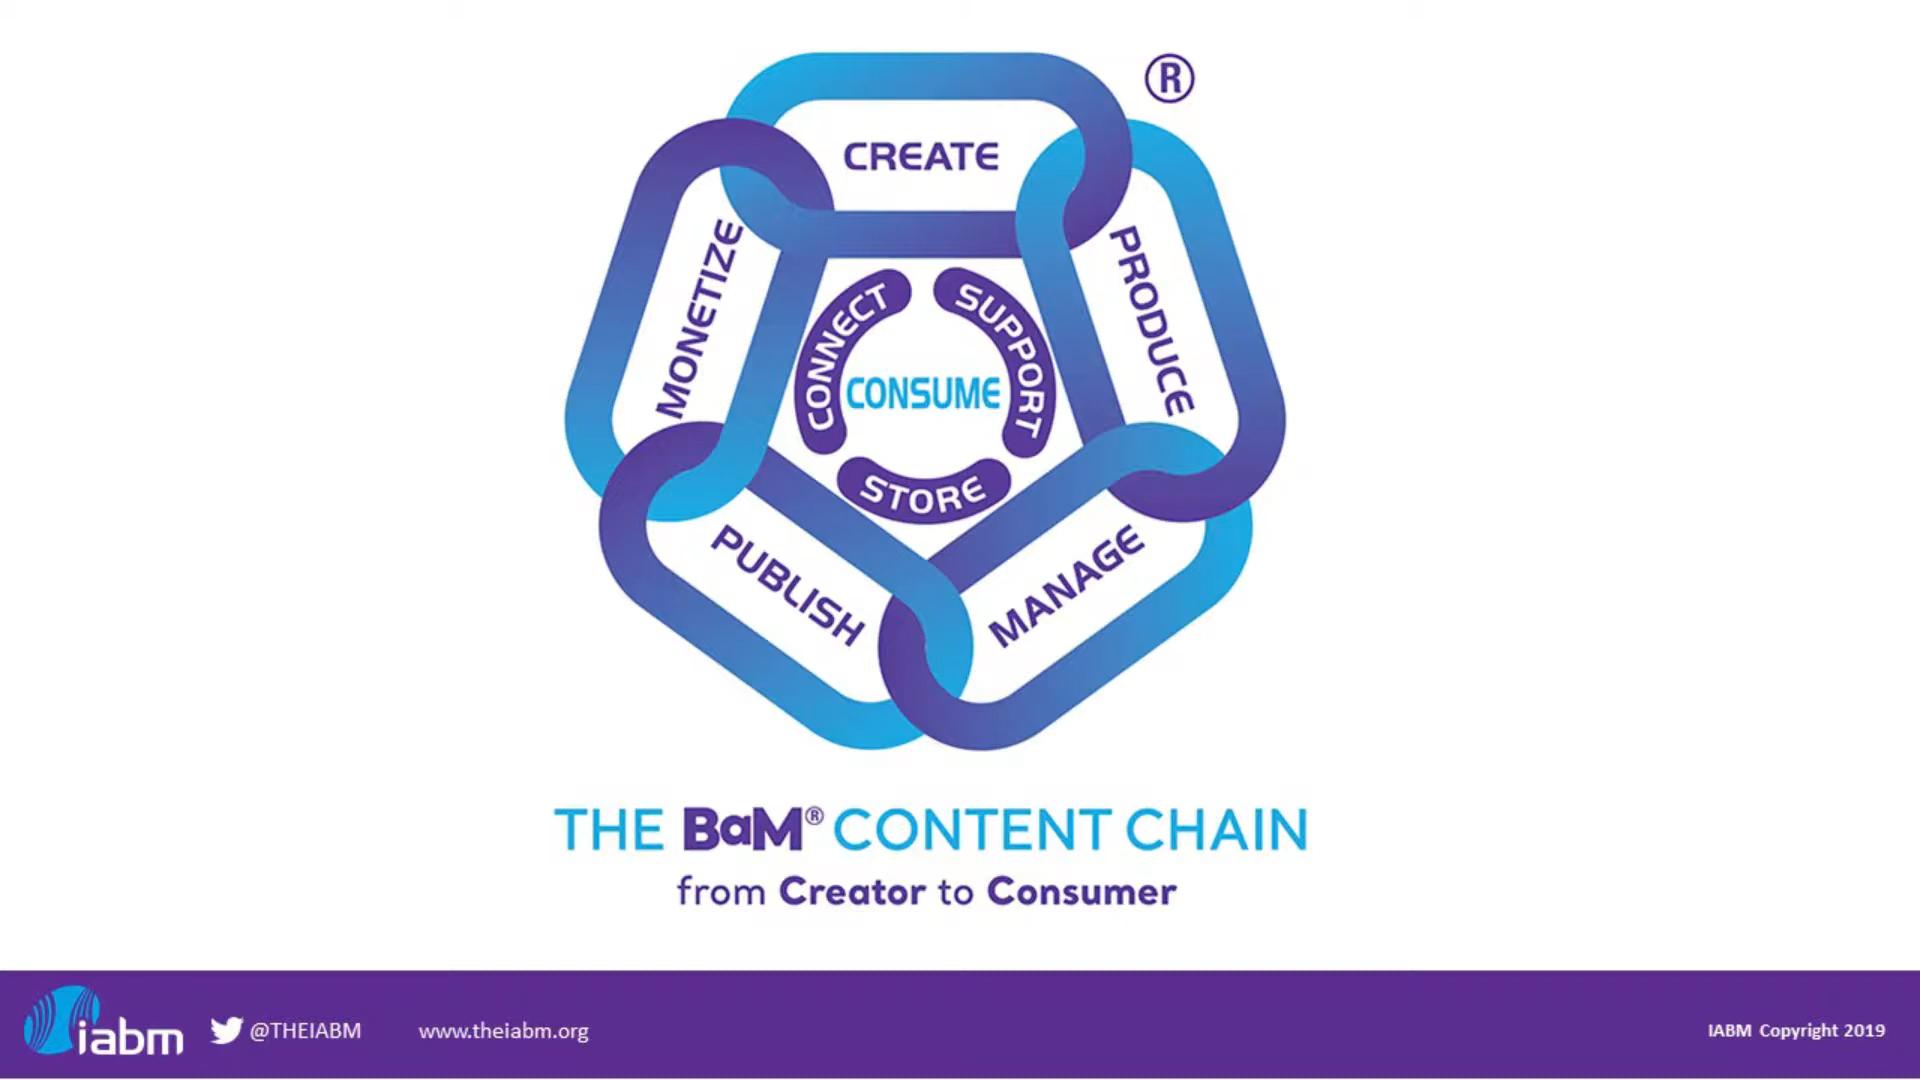 ®
CREATE
PRODUCE
MANAGE
PUBLISH
MONETIZE
CONNECT
SUPPORT
STORE
CONSUME
THE BaM® CONTENT CHAIN
from Creator to Consumer
iabm
@THEIABM
www.theiabm.org
IABM Copyright 2019